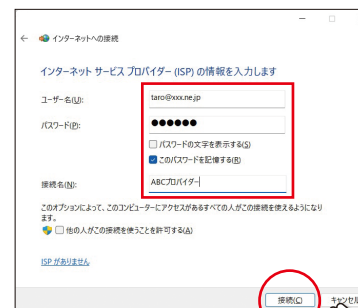 インターネットへの接続
インターネット サービス プロバイダー (ISP) の情報を入力します
ユーザー名(U):
taro@xxx.ne.jp
パスワード(P):
●●●●●●
パスワードの文字を表示する(S)
このパスワードを記憶する(R)
接続名(N):
ABCプロバイダー
このオプションによって、このコンピューターにアクセスがあるすべての人がこの接続を使えるようになり
ます。
他の人がこの接続を使うことを許可する(A)
ISP がありません
接続(C)
キャンセル